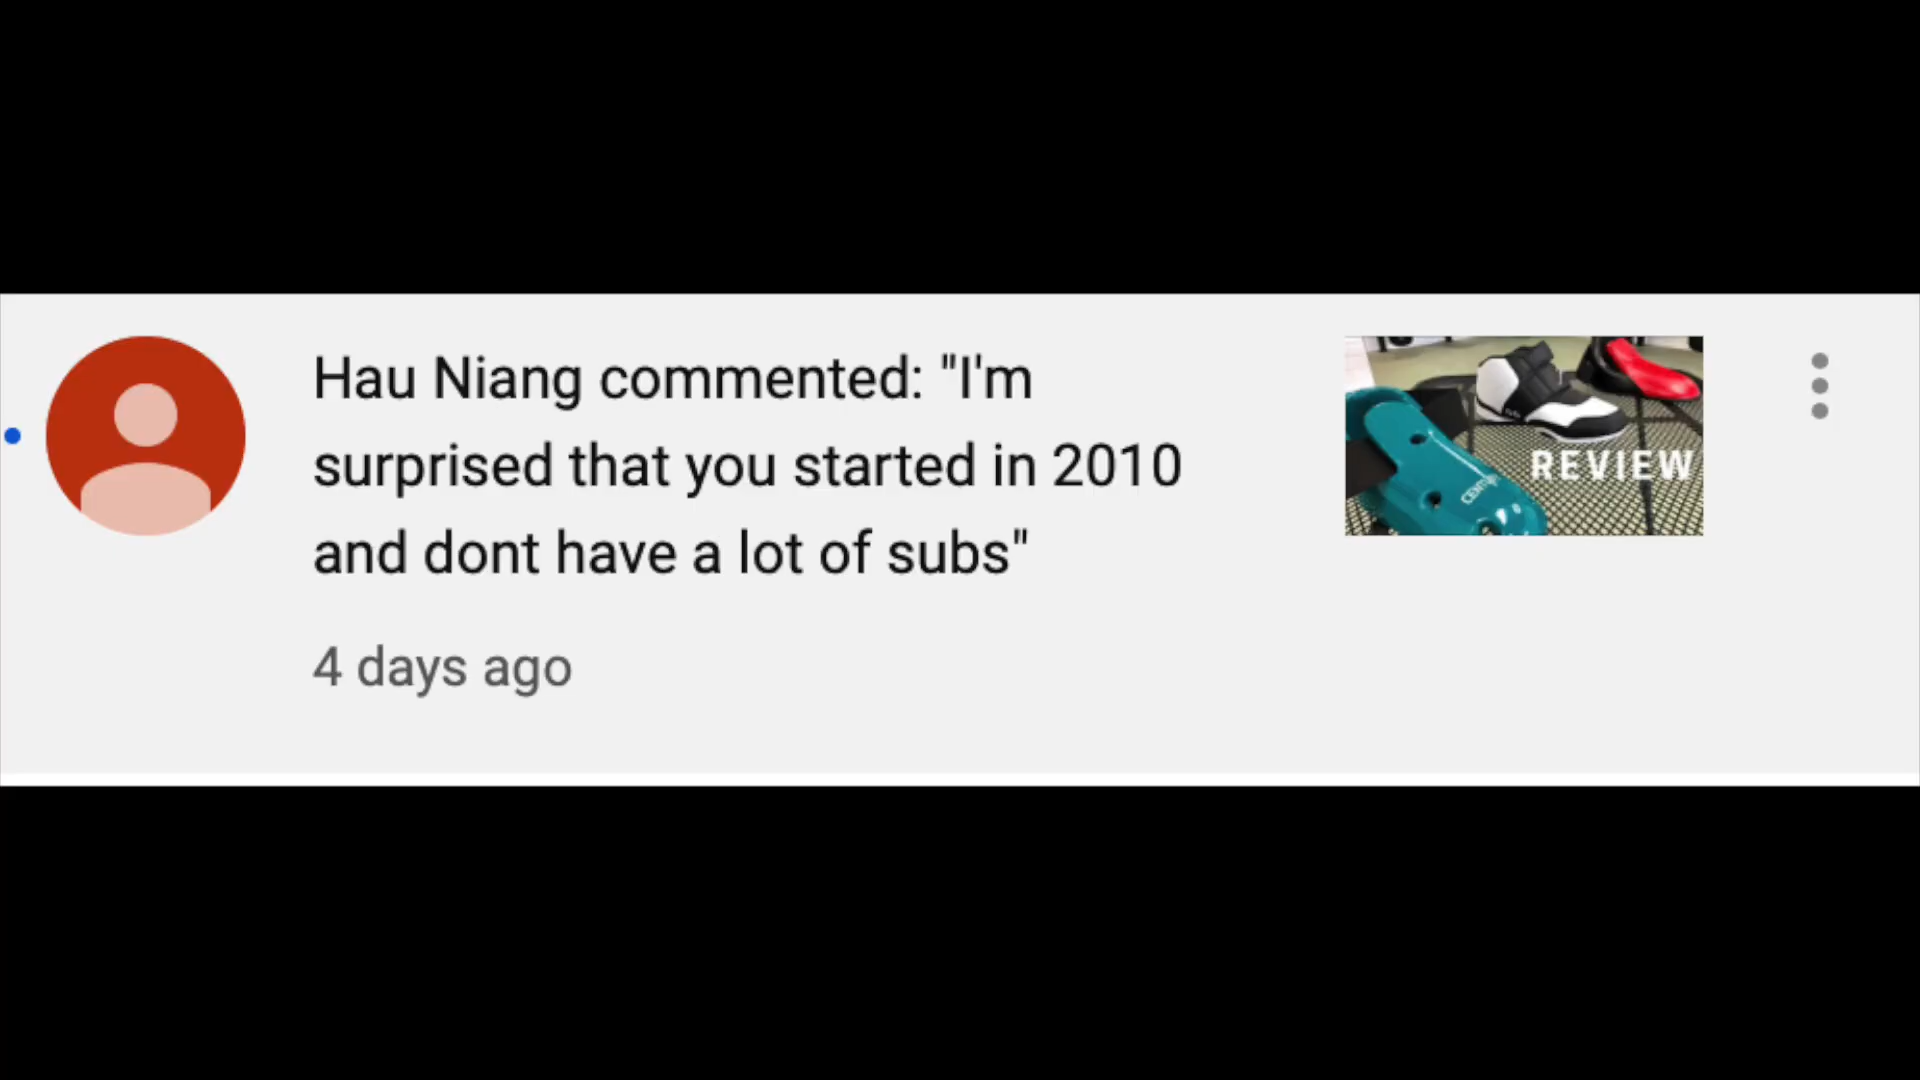 Hau Niang commented: "I'm
surprised that you started in 2010
and dont have a lot of subs"
4 days ago
REVIEW